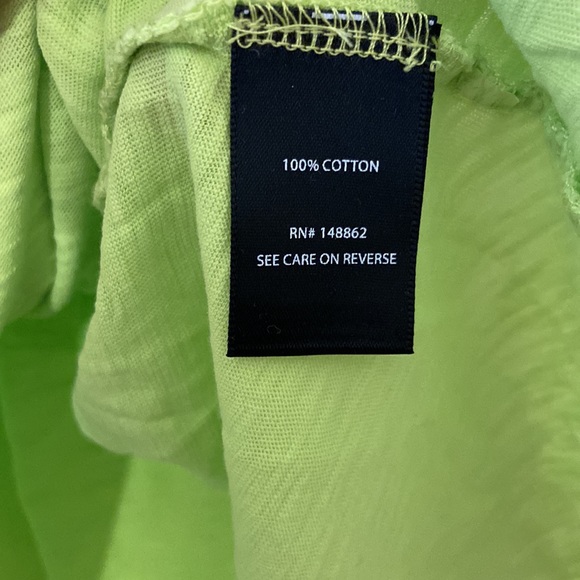 100% COTTON
RN# 148862
SEE CARE ON REVERSE